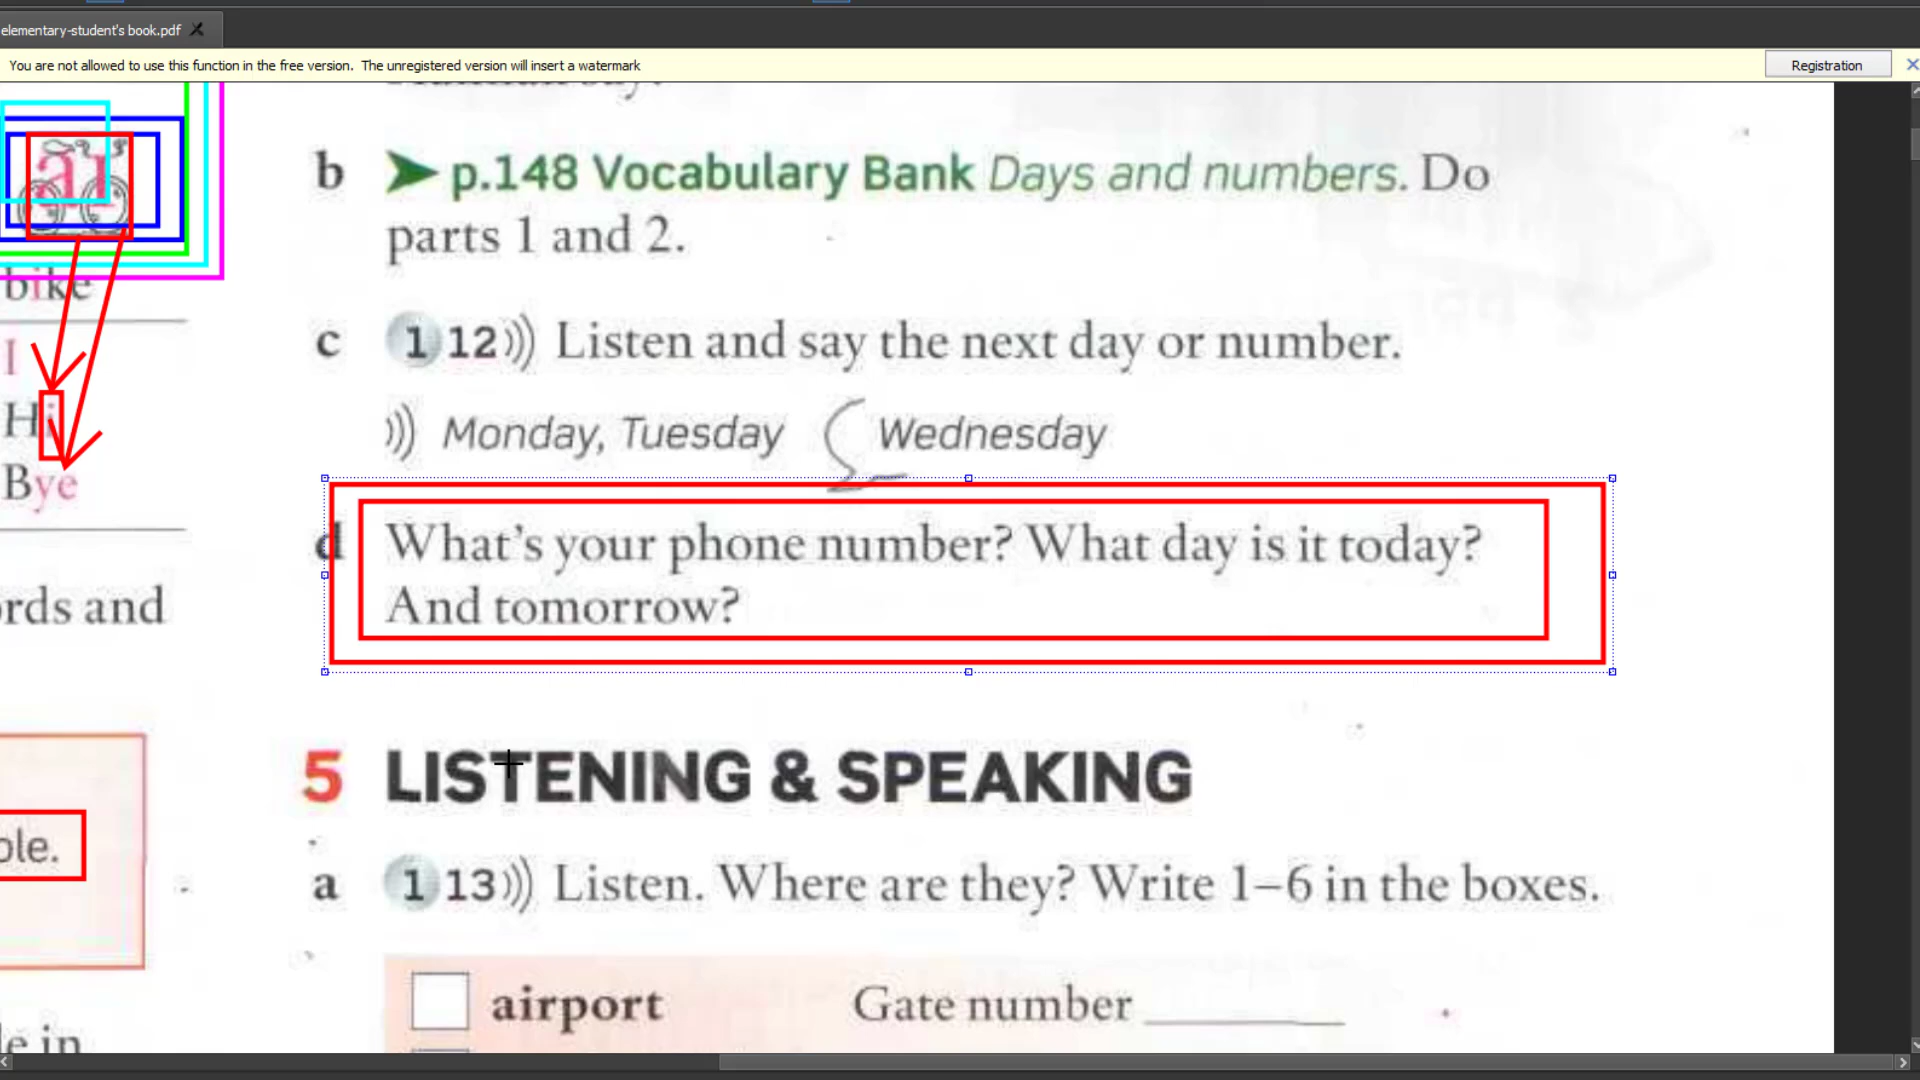 elementary-student's book.pdf
You are not allowed to use this function in the free version. The unregistered version will insert a watermark
Registration
b p.148 Vocabulary Bank Days and numbers. Do
parts 1 and 2.
c 1 12 Listen and say the next day or number.
Monday, Tuesday Wednesday
d What's your phone number? What day is it today?
And tomorrow?
5 LISTENING & SPEAKING
a 1 13 Listen. Where are they? Write 1–6 in the boxes.
airport Gate number
bike
I
Hi
Bye
rds and
ole.
le in